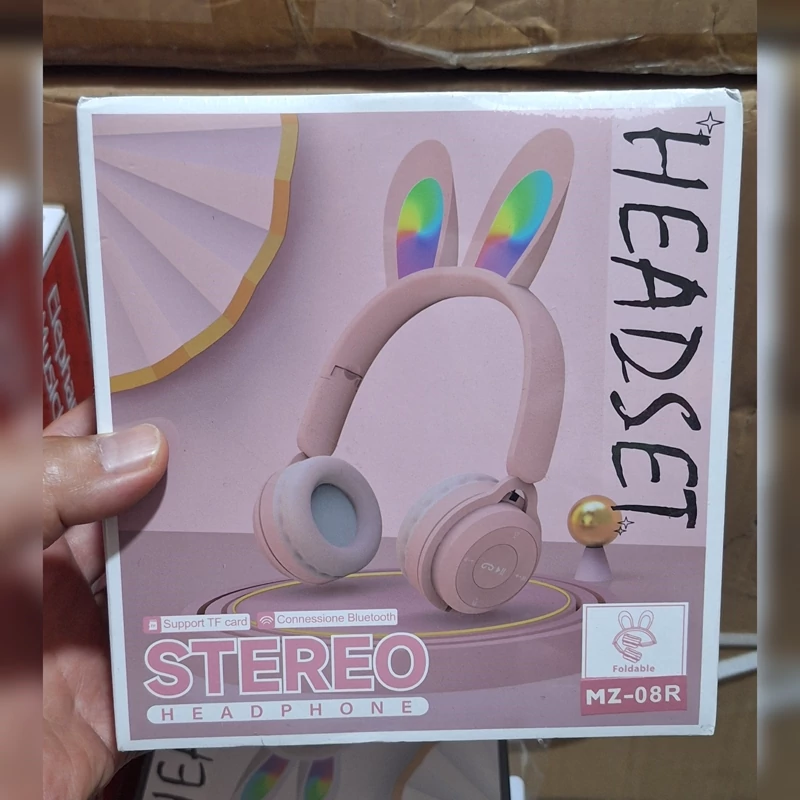 HEADSET
Support TF card
Connessione Bluetooth
STEREO
HEADPHONE
Foldable
MZ-08R